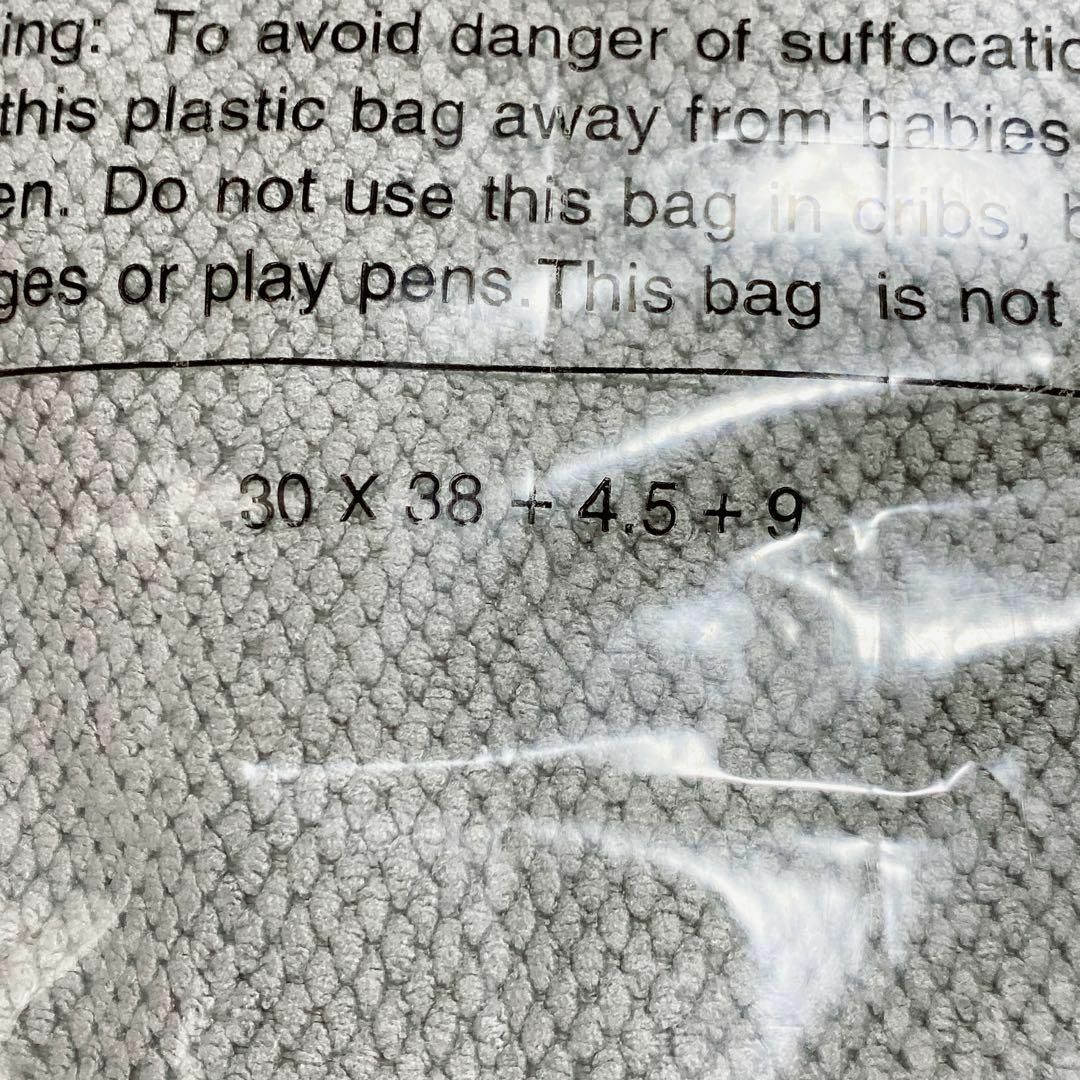 ing: To avoid danger of suffocatio
this plastic bag away from babies
en. Do not use this bag in cribs, b
ges or play pens. This bag is not
30 X 38 + 4.5 + 9